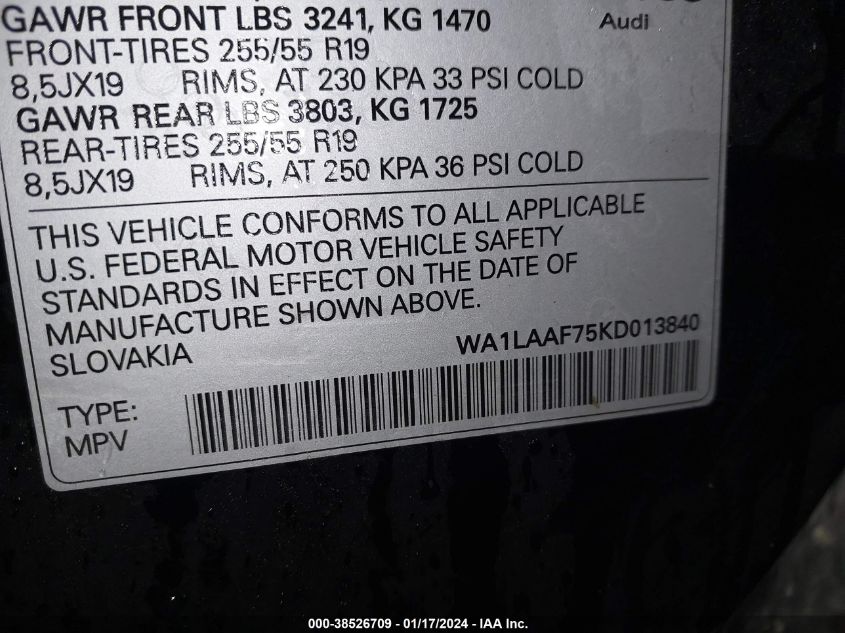 GAWR FRONT LBS 3241, KG 1470
Audi
FRONT-TIRES 255/55 R19
8,5JX19 RIMS, AT 230 KPA 33 PSI COLD
GAWR REAR LBS 3803, KG 1725
REAR-TIRES 255/55 R19
8,5JX19 RIMS, AT 250 KPA 36 PSI COLD
THIS VEHICLE CONFORMS TO ALL APPLICABLE
U.S. FEDERAL MOTOR VEHICLE SAFETY
STANDARDS IN EFFECT ON THE DATE OF
MANUFACTURE SHOWN ABOVE.
SLOVAKIA WA1LAAF75KD013840
TYPE:
MPV
000-38526709 - 01/17/2024 - IAA Inc.